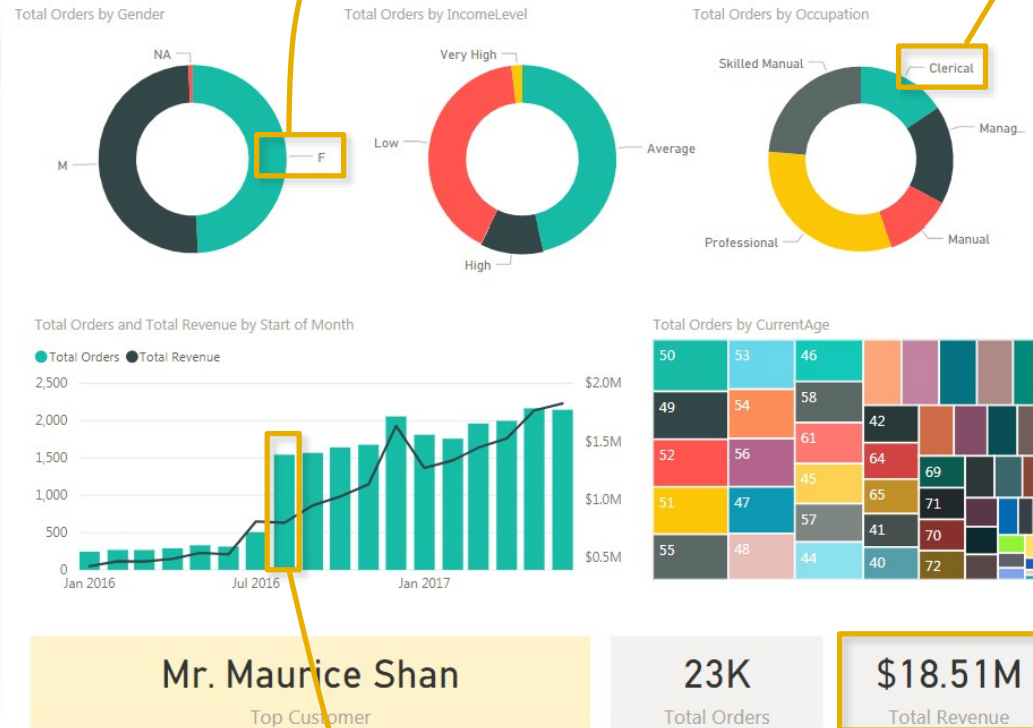 Total Orders by Gender
NA
M
F
Total Orders by IncomeLevel
Very High
Low
Average
High
Total Orders by Occupation
Skilled Manual
Clerical
Manag...
Professional
Manual
Total Orders and Total Revenue by Start of Month
Total Orders Total Revenue
2,500
2,000
1,500
1,000
500
0
$2.0M
$1.5M
$1.0M
$0.5M
Jan 2016 Jul 2016 Jan 2017
Total Orders by CurrentAge
50
49
52
51
55
53
54
56
47
48
46
58
61
45
57
44
42
64
65
41
40
69
71
70
72
Mr. Maurice Shan
Top Customer
23K
Total Orders
$18.51M
Total Revenue